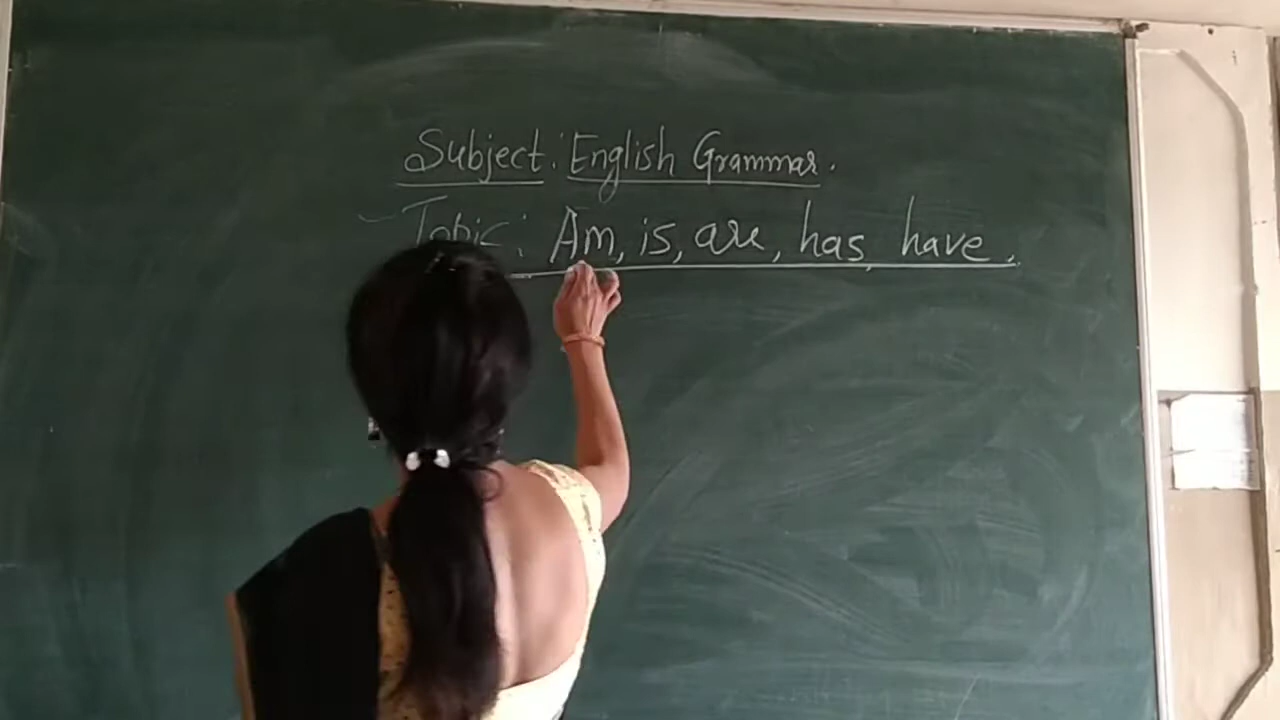 Subject : English Grammar.
Topic : Am, is, are, has, have.